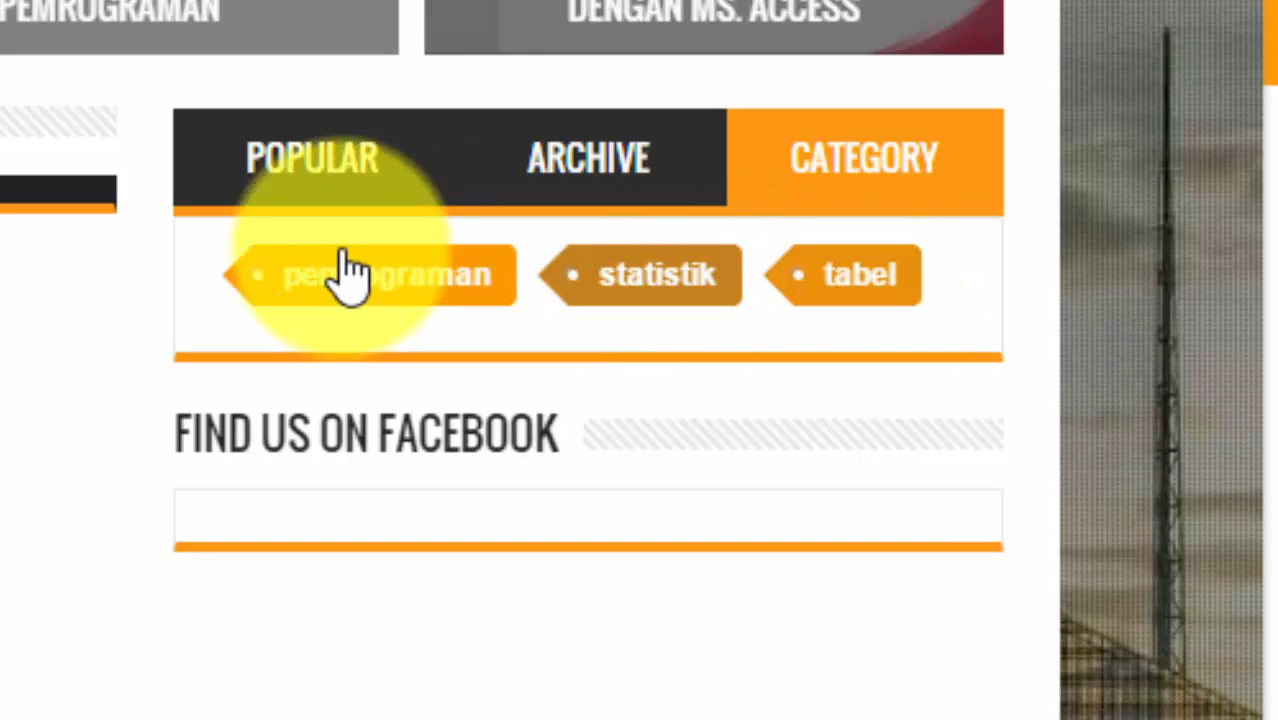 PEMROGRAMAN
DENGAN MS. ACCESS
POPULAR ARCHIVE CATEGORY
statistik tabel
FIND US ON FACEBOOK